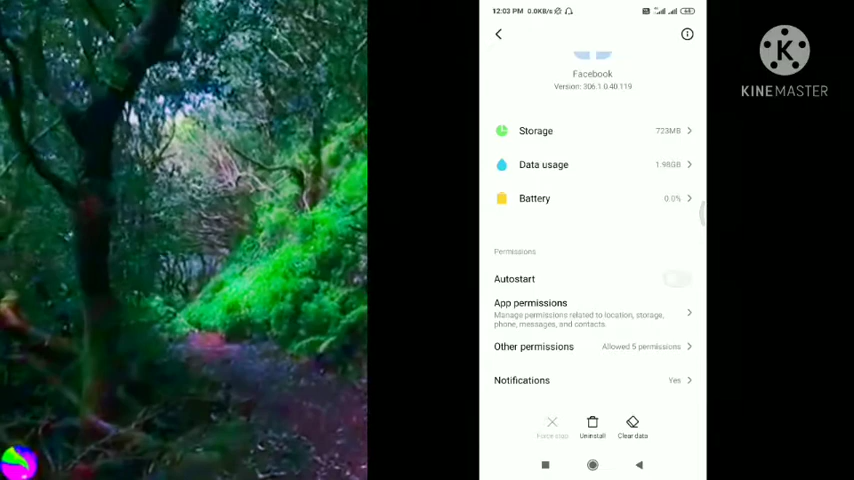 12:03 PM 0.0KB/s
K
KINEMASTER
Facebook
Version: 306.1.0.40.119
Storage 723MB
Data usage 1.98GB
Battery 0.0%
Permissions
Autostart
App permissions
Manage permissions related to location, storage,
phone, messages, and contacts.
Other permissions Allowed 5 permissions
Notifications Yes
Force stop Uninstall Clear data